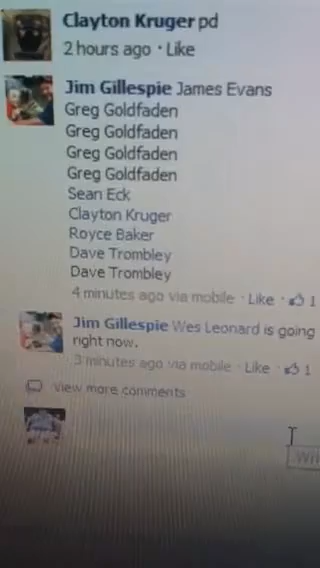 Clayton Kruger pd
2 hours ago · Like
Jim Gillespie James Evans
Greg Goldfaden
Greg Goldfaden
Greg Goldfaden
Greg Goldfaden
Sean Eck
Clayton Kruger
Royce Baker
Dave Trombley
Dave Trombley
4 minutes ago via mobile · Like · 1
Jim Gillespie Wes Leonard is going
right now.
3 minutes ago via mobile · Like · 1
View more comments
Wri